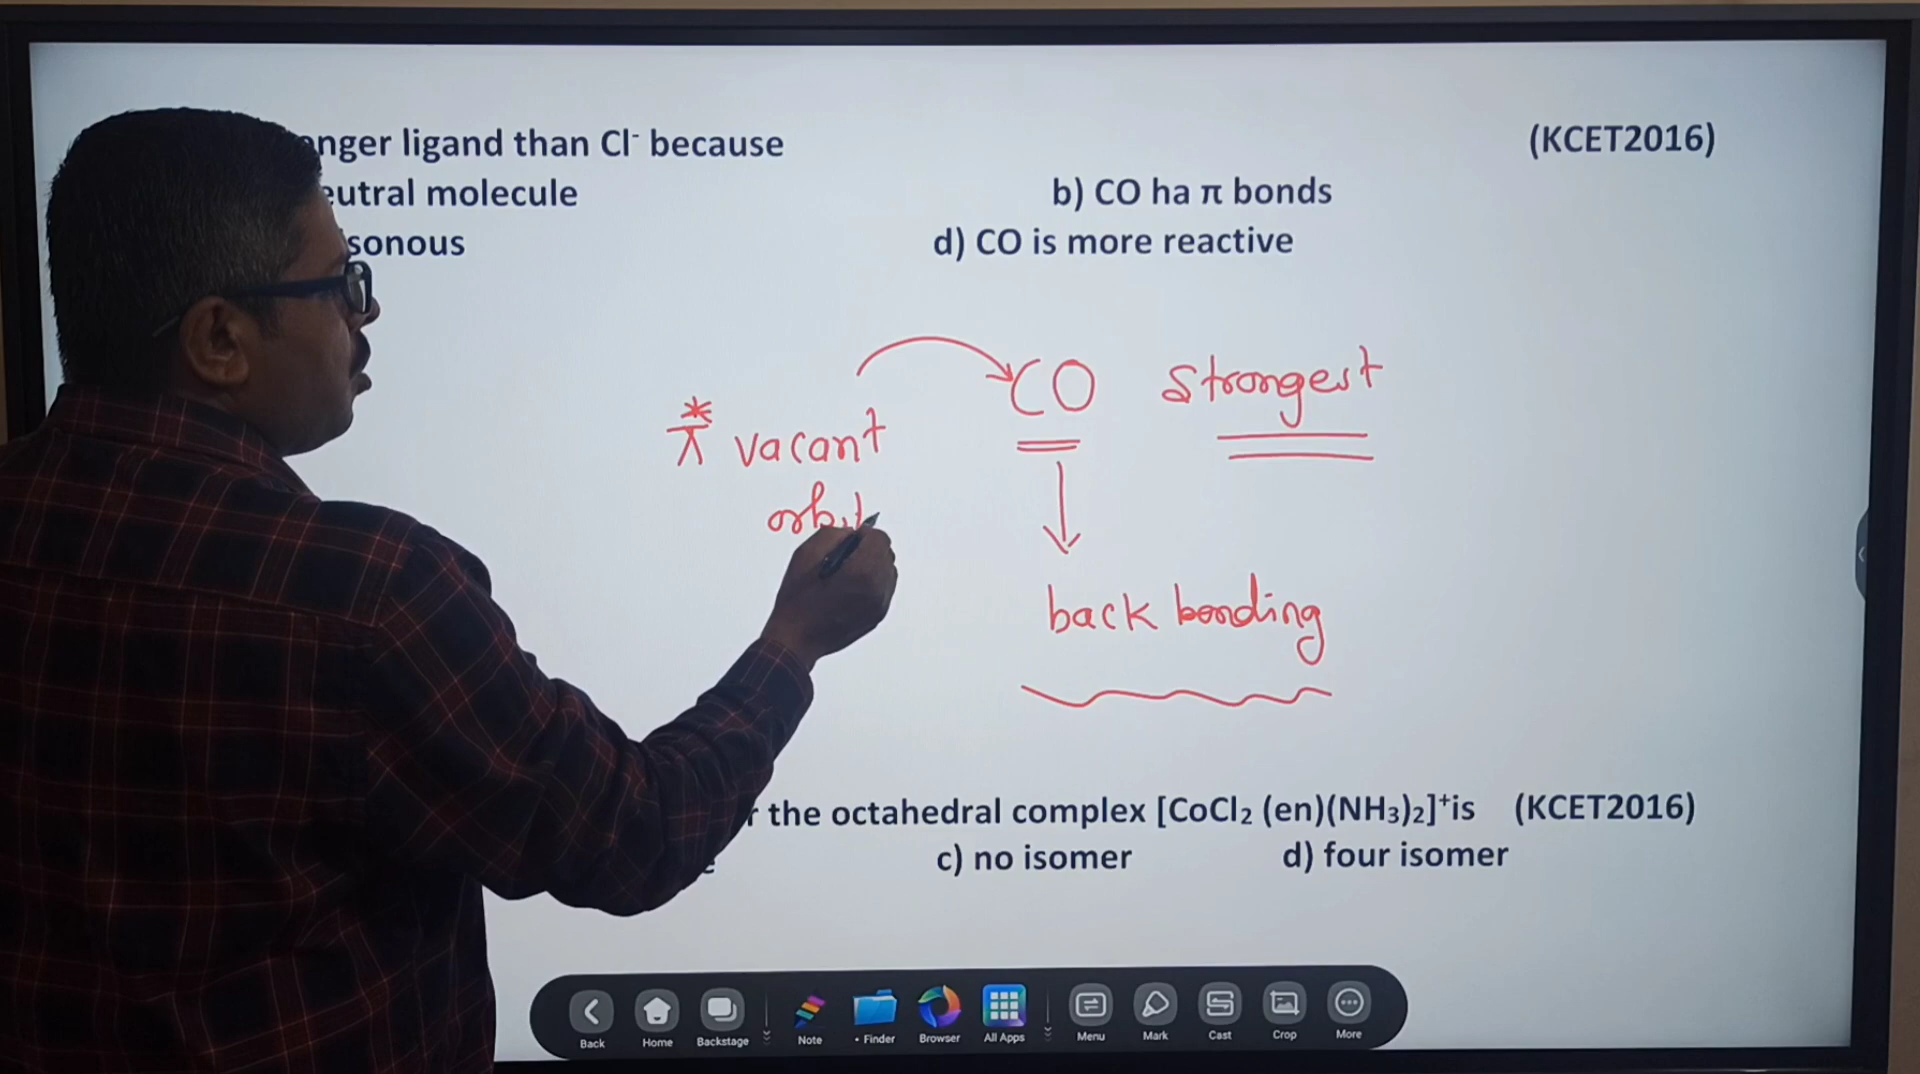 nger ligand than Cl⁻ because (KCET2016)
eutral molecule b) CO ha π bonds
sonous d) CO is more reactive
CO Strongest
π* vacant
orbit
back bonding
r the octahedral complex [CoCl₂ (en)(NH₃)₂]⁺is (KCET2016)
c) no isomer d) four isomer
Back Home Backstage Note • Finder Browser All Apps Menu Mark Cast Crop More